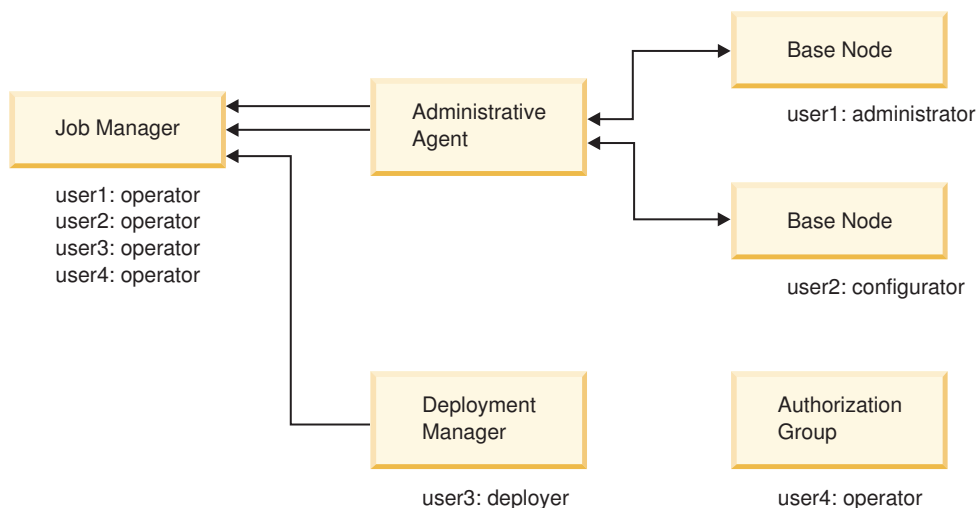 Job Manager
user1: operator
user2: operator
user3: operator
user4: operator
Administrative
Agent
Base Node
user1: administrator
Base Node
user2: configurator
Deployment
Manager
user3: deployer
Authorization
Group
user4: operator